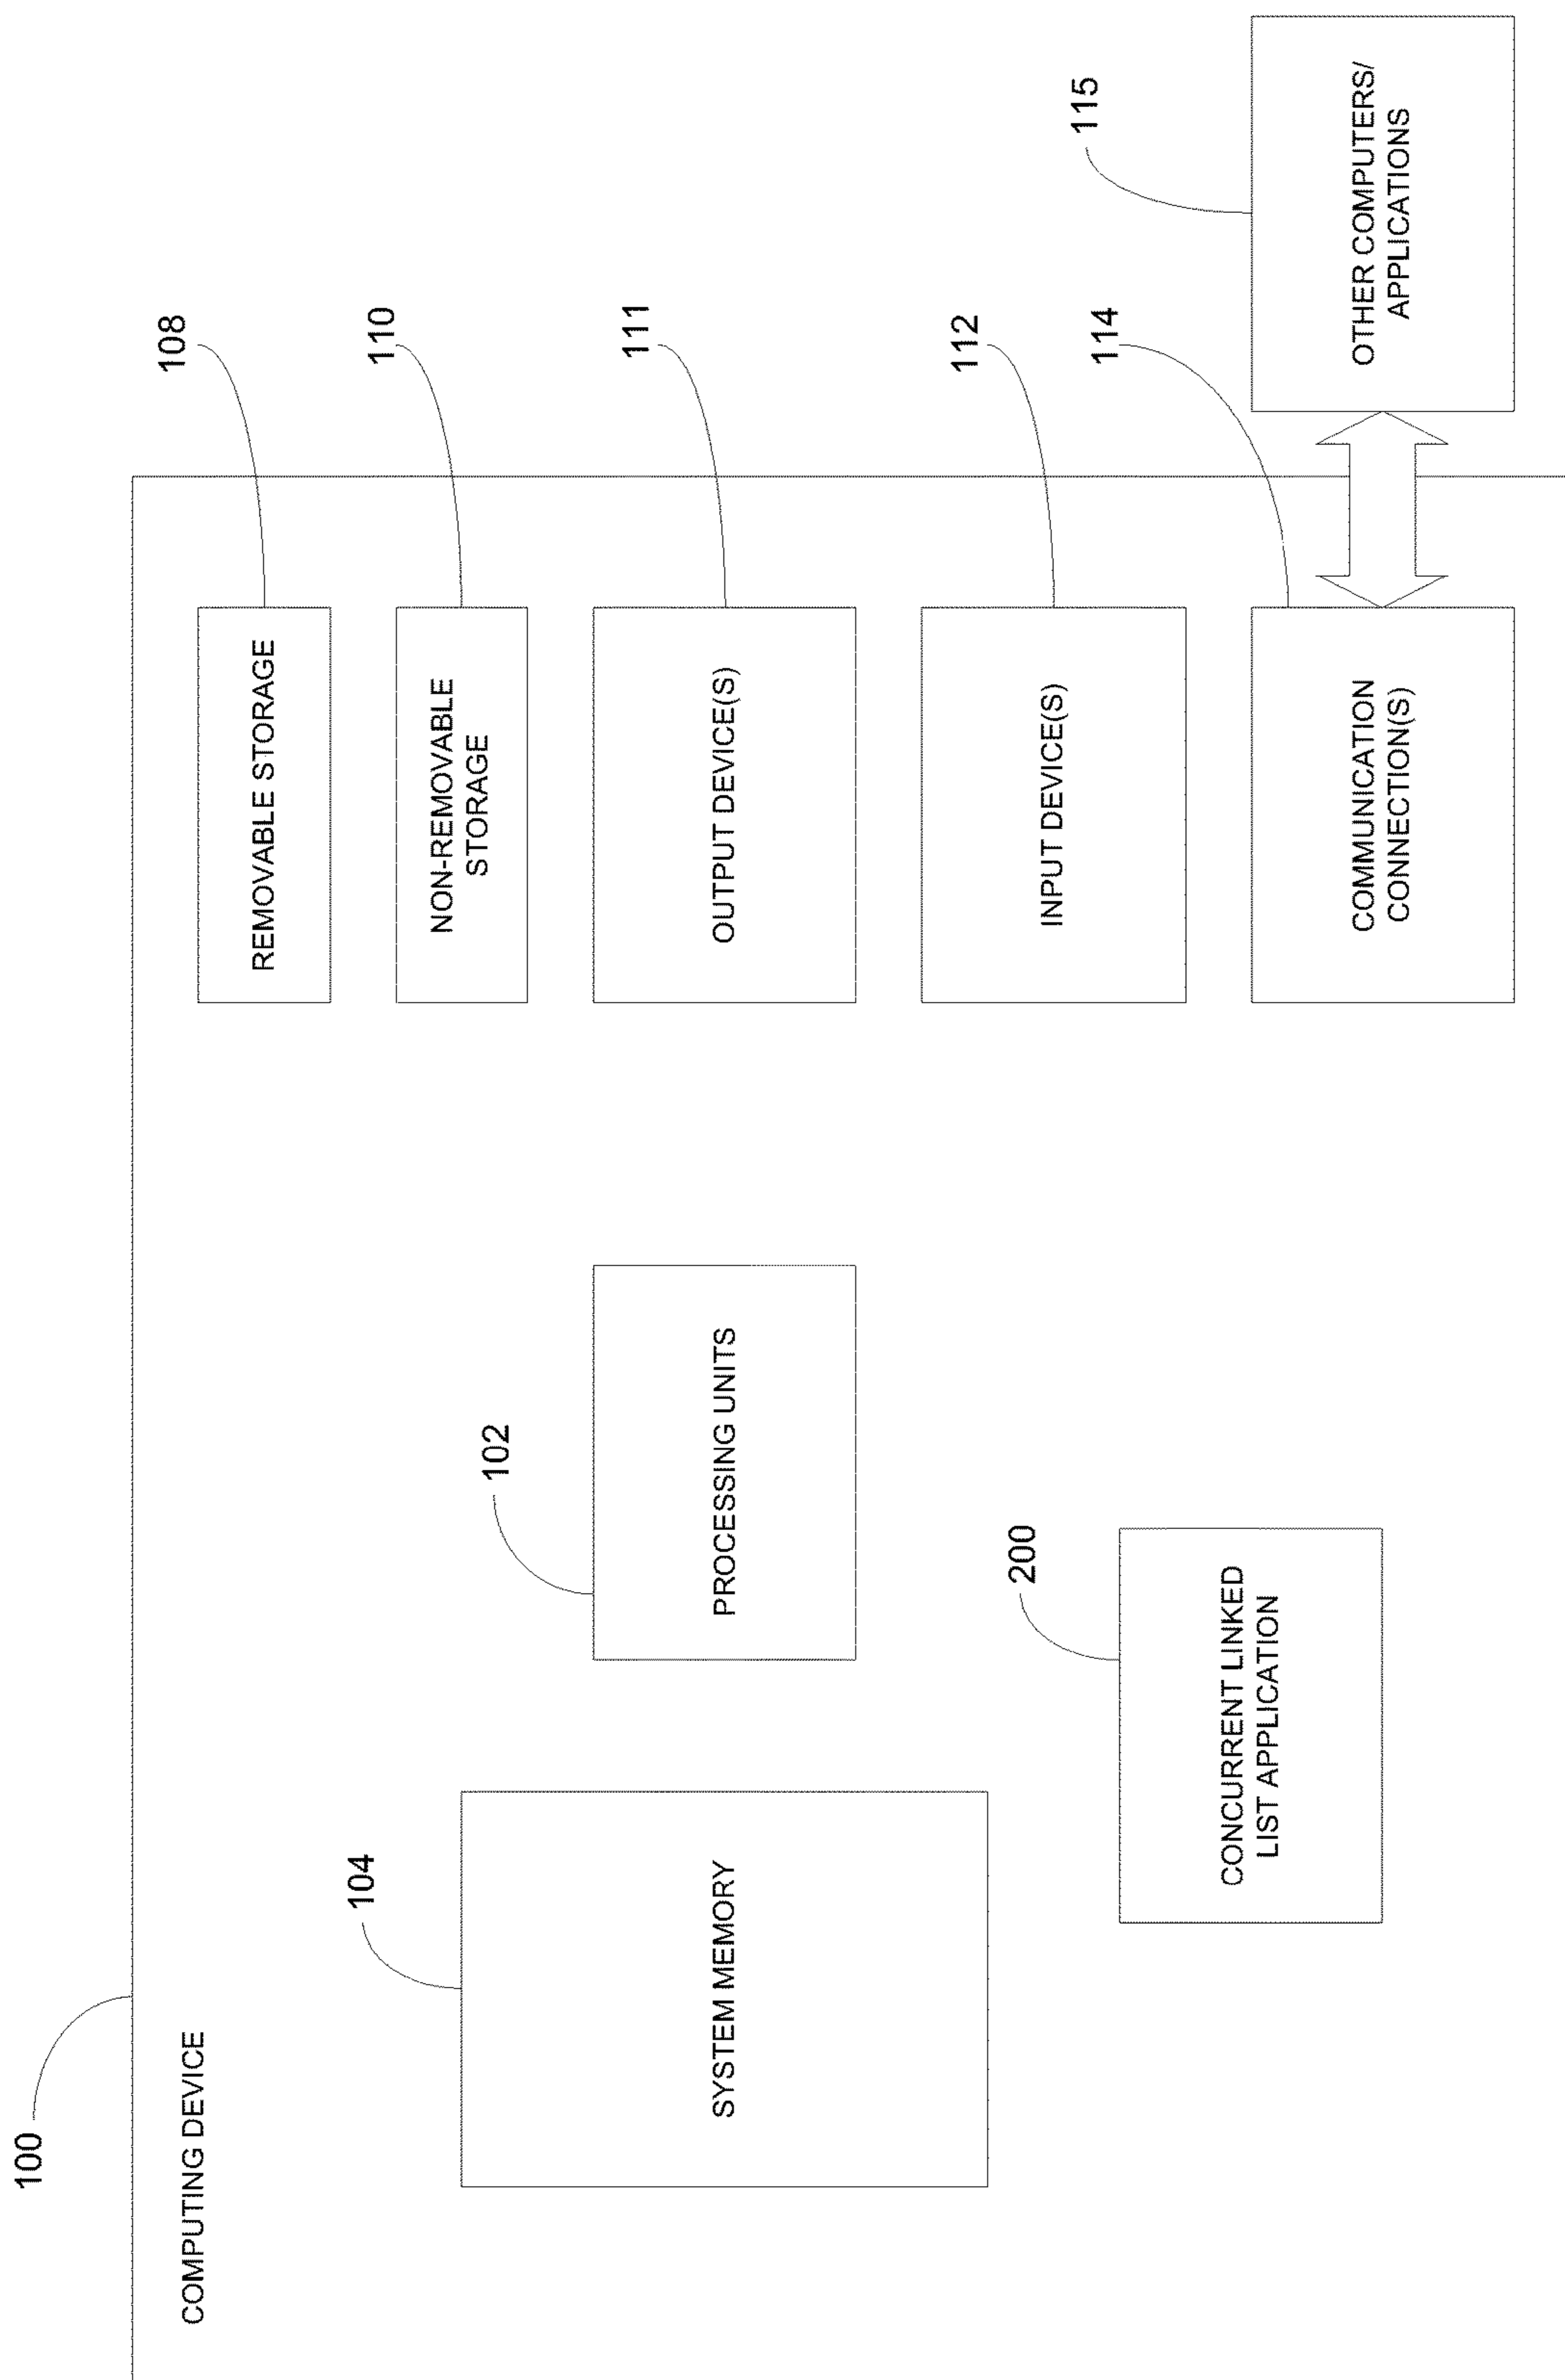 100
COMPUTING DEVICE
104
SYSTEM MEMORY
102
PROCESSING UNITS
200
CONCURRENT LINKED
LIST APPLICATION
REMOVABLE STORAGE
108
NON-REMOVABLE
STORAGE
110
OUTPUT DEVICE(S)
111
INPUT DEVICE(S)
112
COMMUNICATION
CONNECTION(S)
114
115
OTHER COMPUTERS/
APPLICATIONS